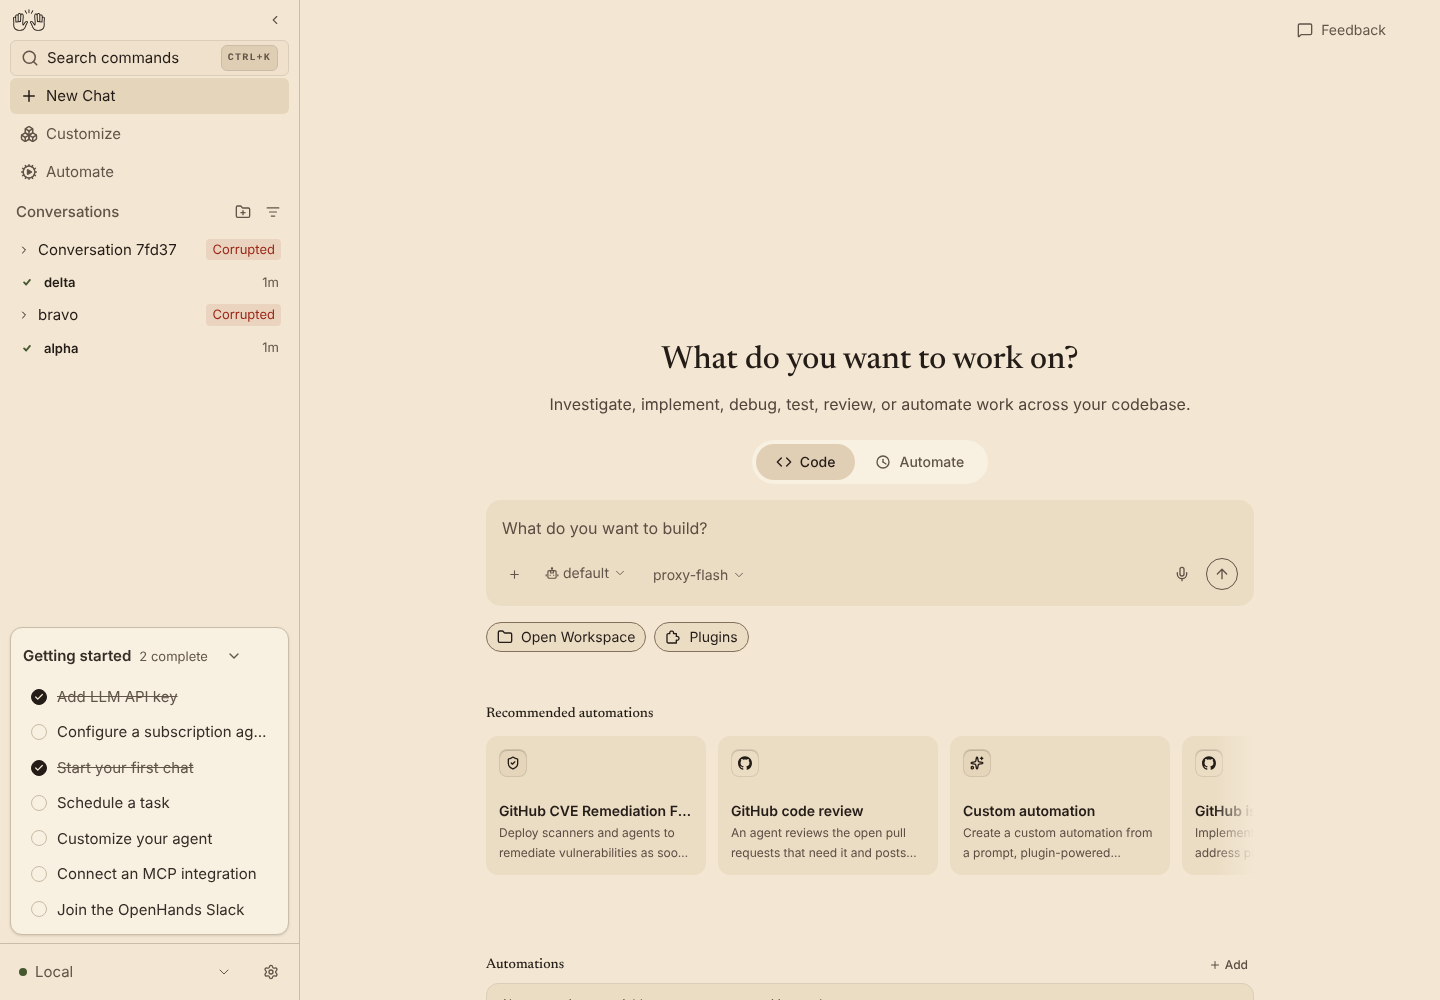 Search commands
CTRL+K
New Chat
Customize
Automate
Conversations
Conversation 7fd37
Corrupted
delta
1m
bravo
Corrupted
alpha
1m
Getting started
2 complete
Add LLM API key
Configure a subscription ag...
Start your first chat
Schedule a task
Customize your agent
Connect an MCP integration
Join the OpenHands Slack
Local
Feedback
What do you want to work on?
Investigate, implement, debug, test, review, or automate work across your codebase.
Code
Automate
What do you want to build?
default
proxy-flash
Open Workspace
Plugins
Recommended automations
GitHub CVE Remediation F...
Deploy scanners and agents to
remediate vulnerabilities as soo...
GitHub code review
An agent reviews the open pull
requests that need it and posts...
Custom automation
Create a custom automation from
a prompt, plugin-powered...
GitHub
address
Automations
Add